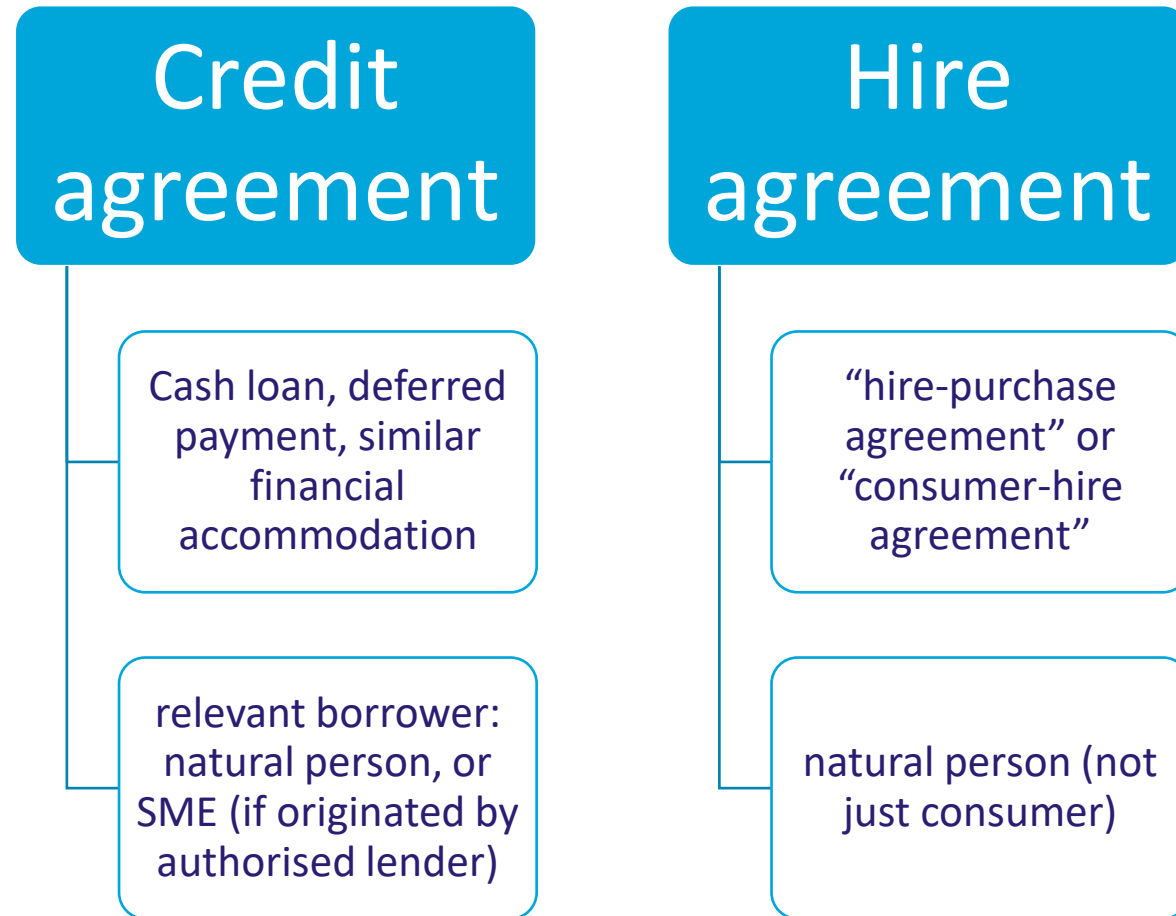 Credit
agreement
Cash loan, deferred
payment, similar
financial
accommodation
relevant borrower:
natural person, or
SME (if originated by
authorised lender)
Hire
agreement
“hire-purchase
agreement” or
“consumer-hire
agreement”
natural person (not
just consumer)